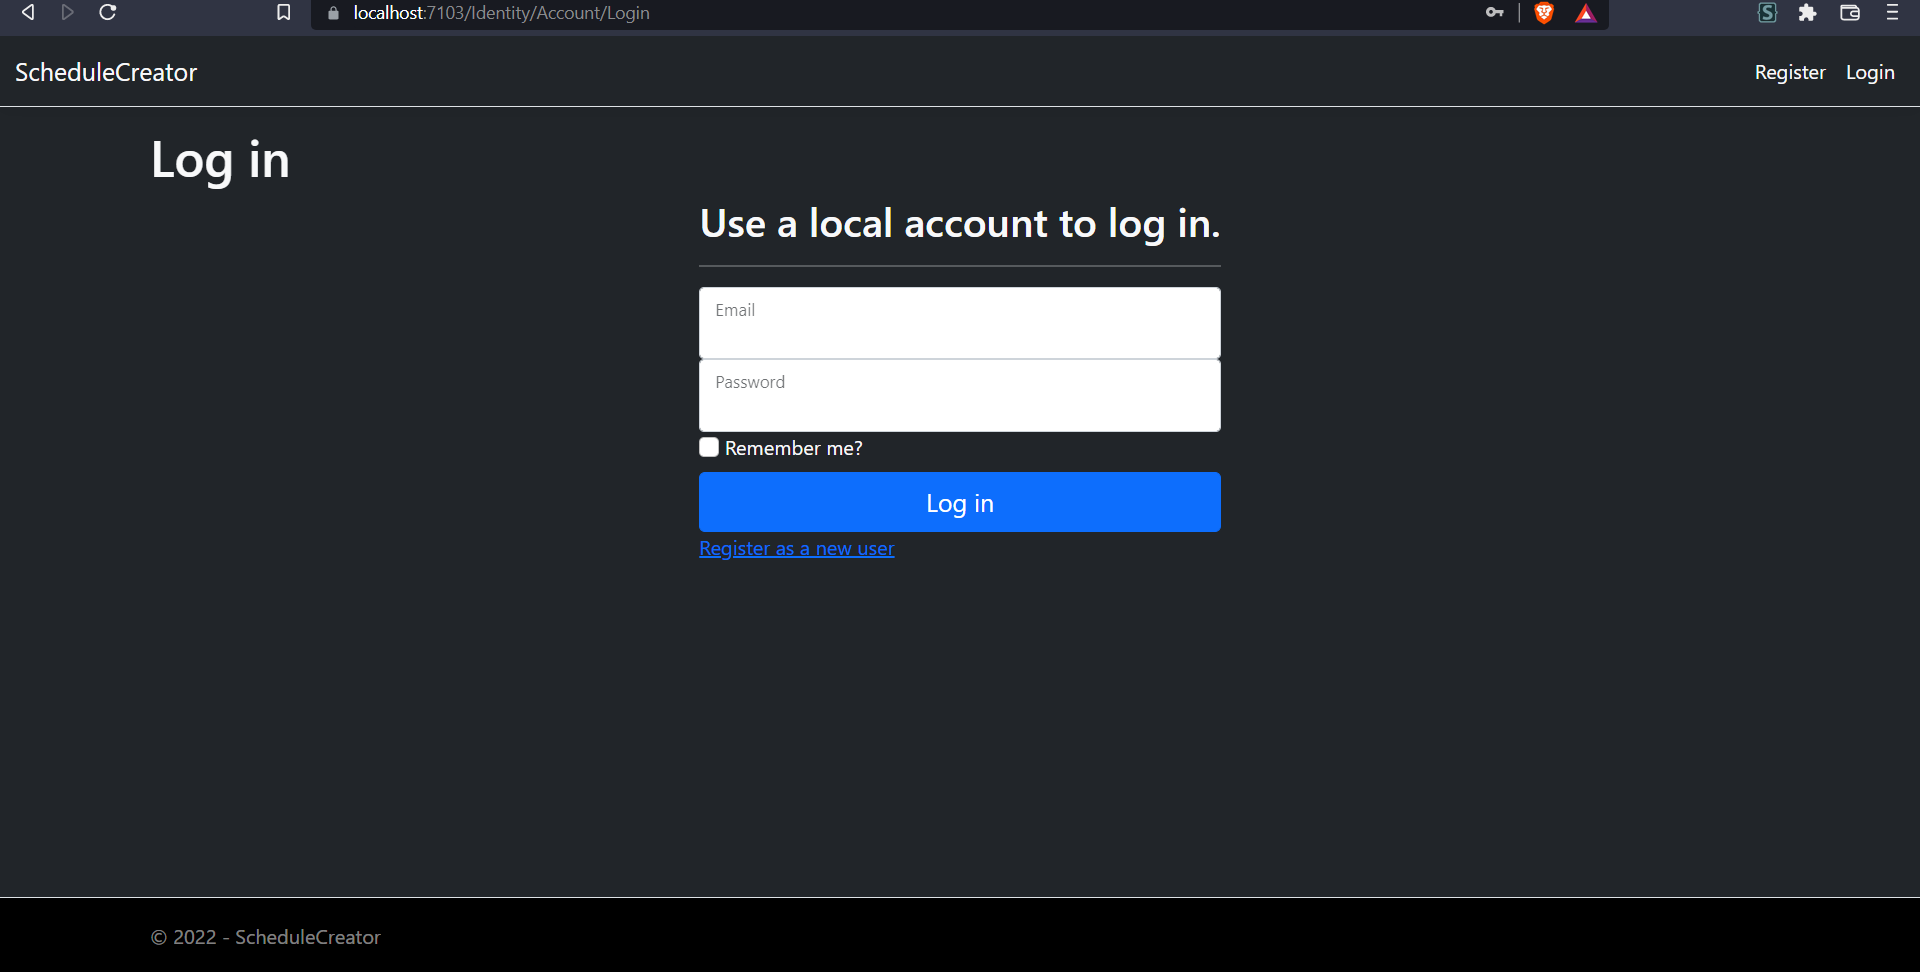 localhost:7103/Identity/Account/Login
ScheduleCreator
Register Login
Log in
Use a local account to log in.
Email
Password
Remember me?
Log in
Register as a new user
© 2022 - ScheduleCreator